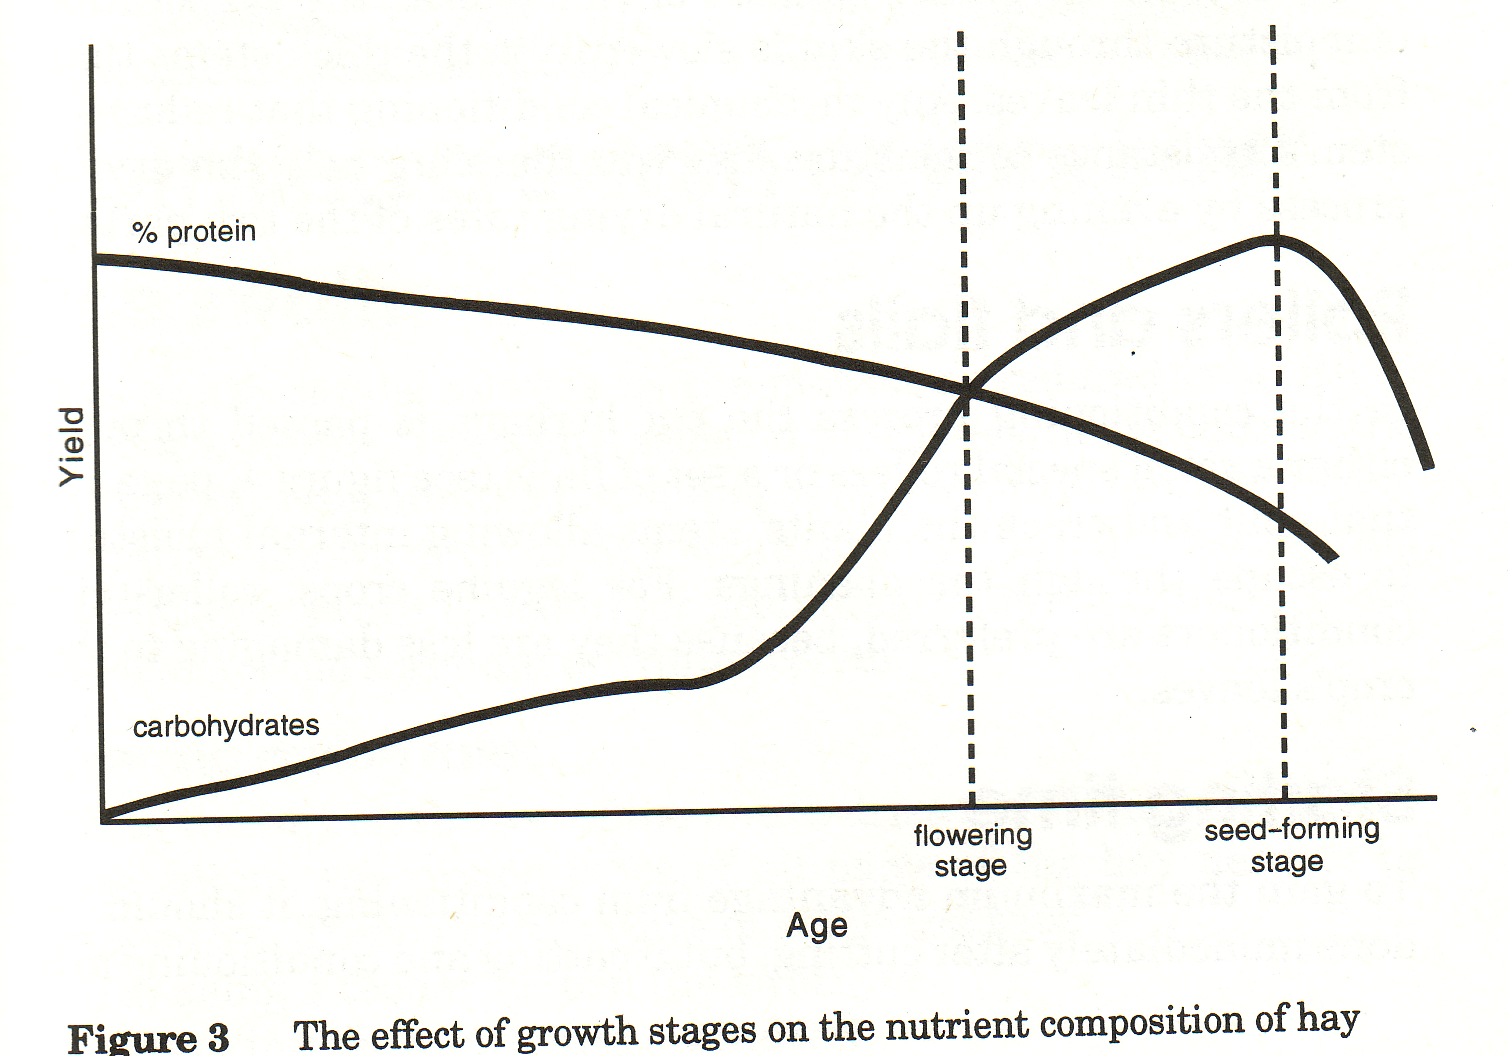 % protein
Yield
carbohydrates
flowering
stage
seed-forming
stage
Age
Figure 3 The effect of growth stages on the nutrient composition of hay